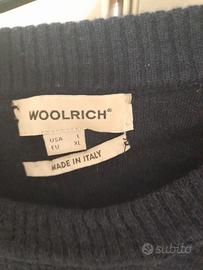 WOOLRICH®
USA L
EU XL
MADE IN ITALY
subito